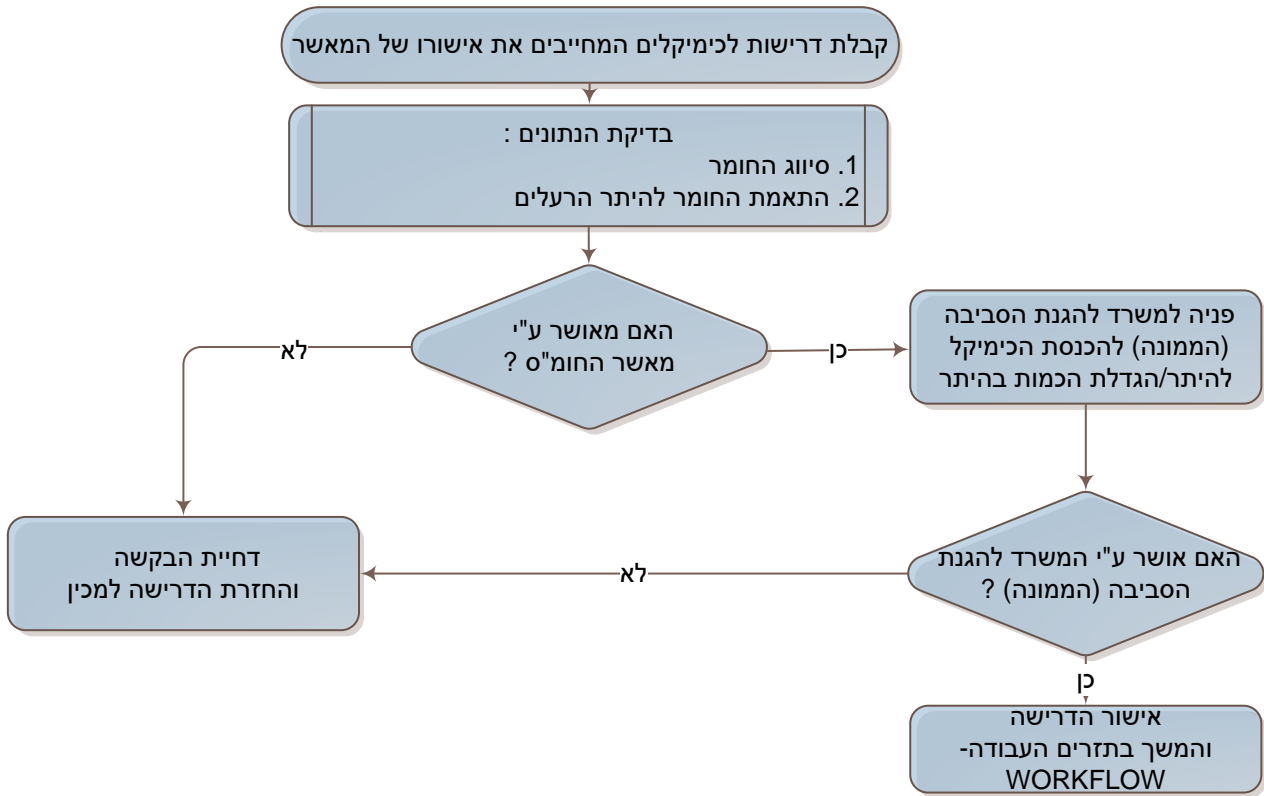 קבלת דרישות לכימיקלים המחייבים את אישורו של המאשר
בדיקת הנתונים :
1. סיווג החומר
2. התאמת החומר להיתר הרעלים
האם מאושר ע"י
מאשר החומ"ס ?
כן
לא
פניה למשרד להגנת הסביבה
(הממונה) להכנסת הכימיקל
להיתר/הגדלת הכמות בהיתר
האם אושר ע"י המשרד להגנת
הסביבה (הממונה) ?
לא
דחיית הבקשה
והחזרת הדרישה למכין
כן
אישור הדרישה
והמשך בתזרים העבודה-
WORKFLOW